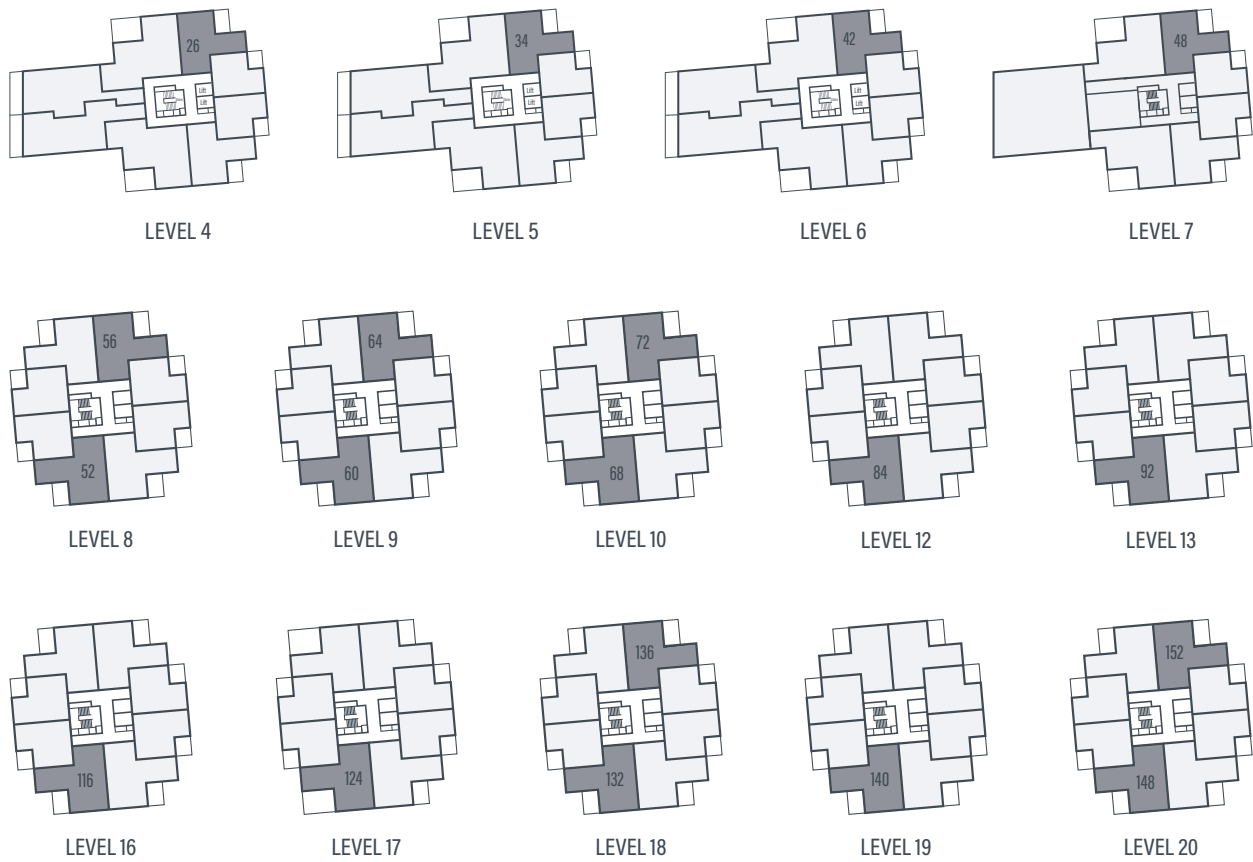 26
Lift
Lift
LEVEL 4
34
Lift
Lift
LEVEL 5
42
Lift
Lift
LEVEL 6
48
LEVEL 7
56
52
LEVEL 8
64
60
LEVEL 9
72
68
LEVEL 10
84
LEVEL 12
92
LEVEL 13
116
LEVEL 16
124
LEVEL 17
136
132
LEVEL 18
140
LEVEL 19
152
148
LEVEL 20